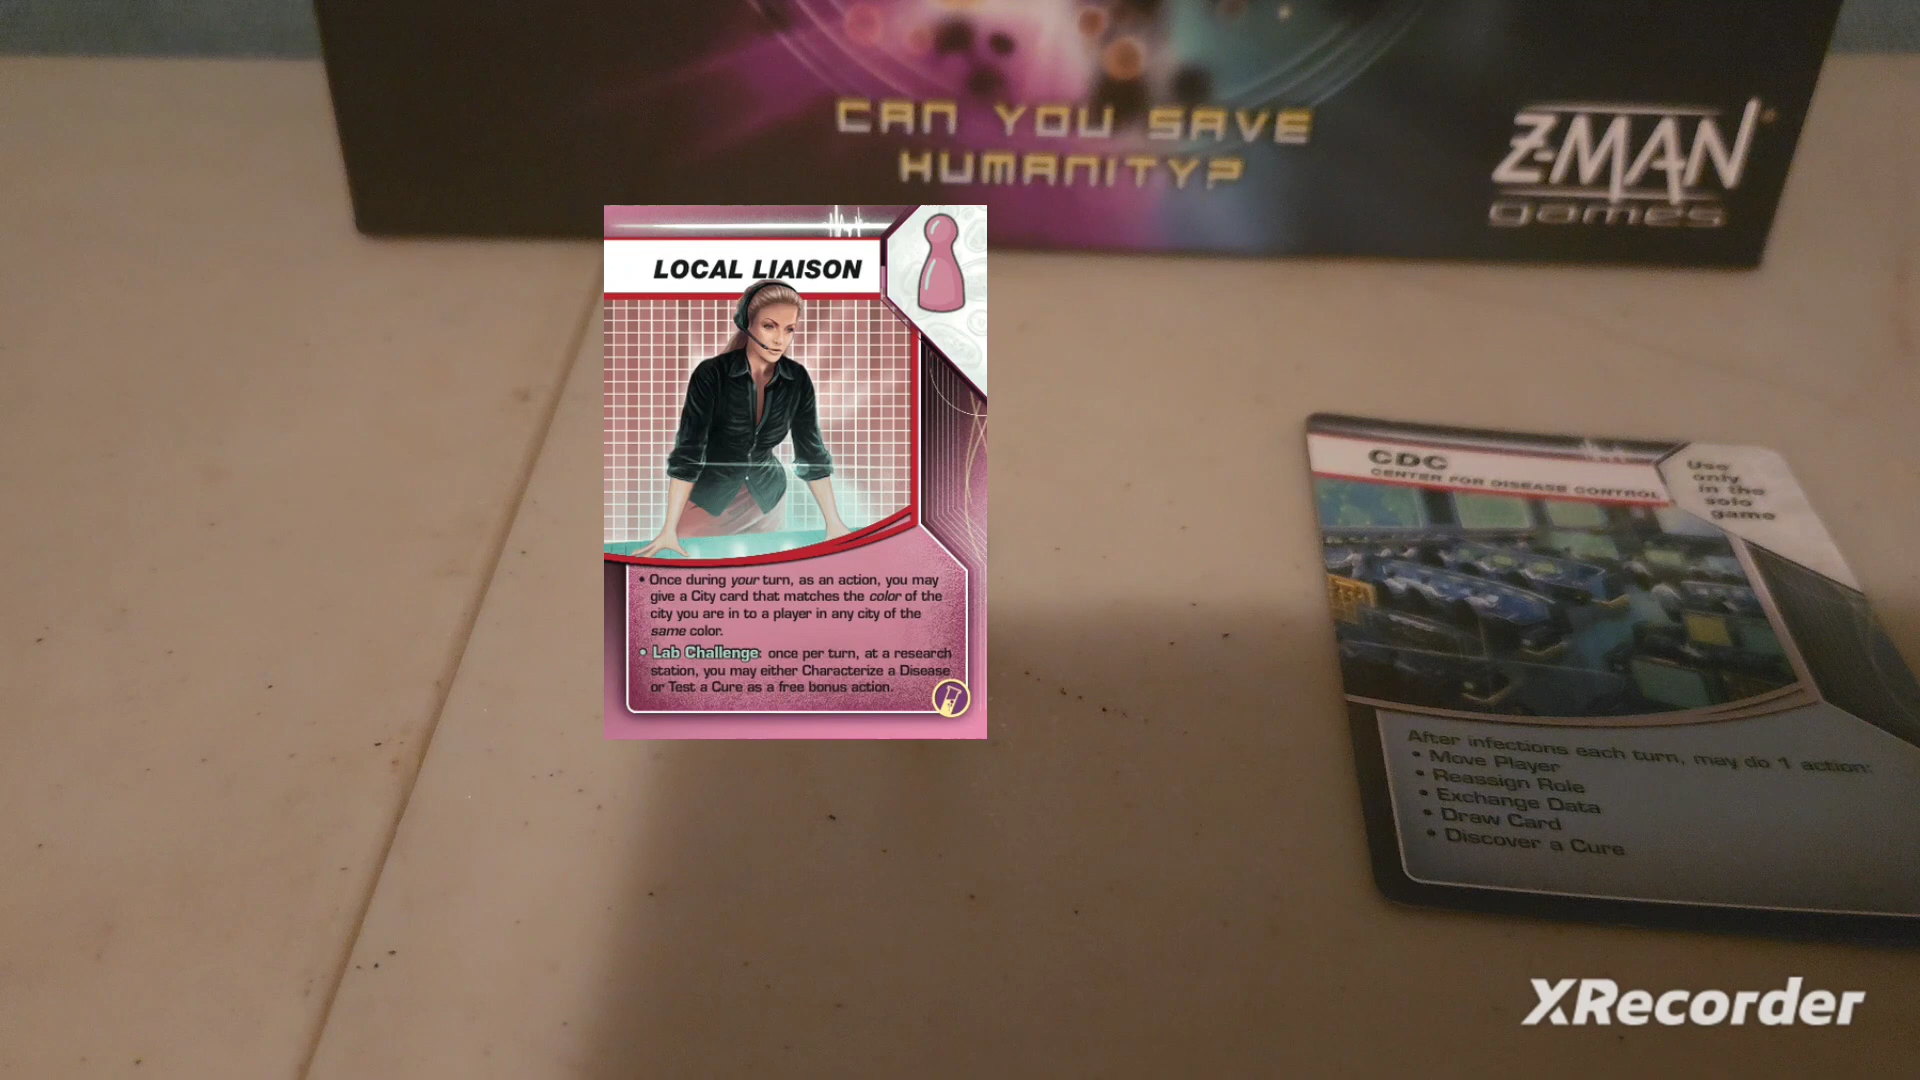 CAN YOU SAVE
HUMANITY?
Z-MAN
games
LOCAL LIAISON
• Once during your turn, as an action, you may
give a City card that matches the color of the
city you are in to a player in any city of the
same color.
• Lab Challenge: once per turn, at a research
station, you may either Characterize a Disease
or Test a Cure as a free bonus action.
CDC
CENTER FOR DISEASE CONTROL
Use
only
in the
solo
game
After infections each turn, may do 1 action:
• Move Player
• Reassign Role
• Exchange Data
• Draw Card
• Discover a Cure
XRecorder